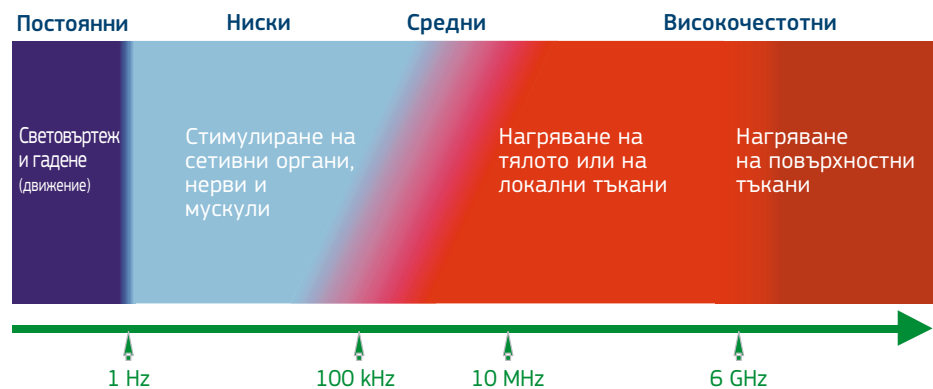 Постоянни
Ниски
Средни
Високочестотни
Световъртеж
и гадене
(движение)
Стимулиране на
сетивни органи,
нерви и
мускули
Нагряване на
тялото или на
локални тъкани
Нагряване
на повърхностни
тъкани
1 Hz
100 kHz
10 MHz
6 GHz